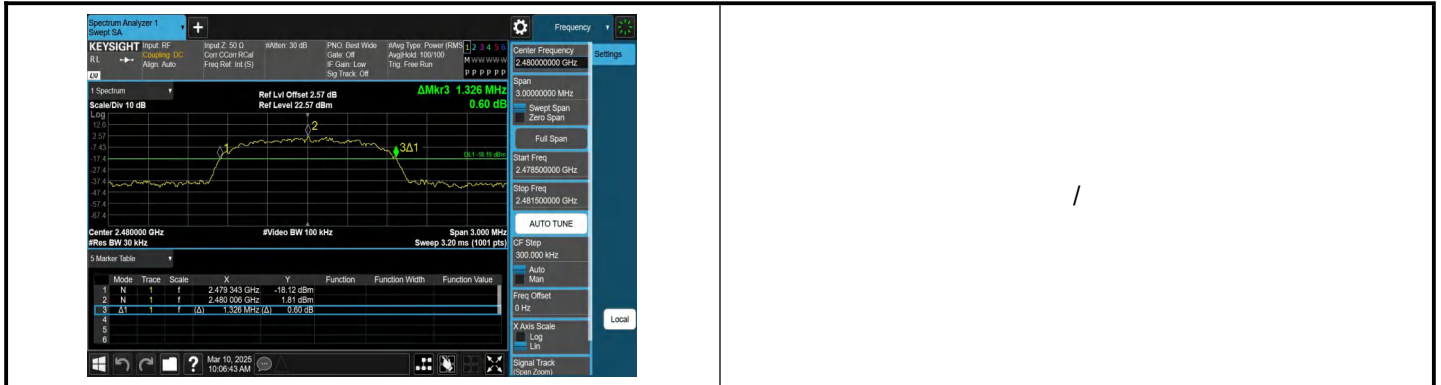 Spectrum Analyzer 1
Swept SA
+
Frequency
KEYSIGHT
RL
LXI
Input: RF
Coupling: DC
Align: Auto
Input Z: 50 Ω
Corr CCorr RCal
Freq Ref: Int (S)
#Atten: 30 dB
PNO: Best Wide
Gate: Off
IF Gain: Low
Sig Track: Off
#Avg Type: Power (RMS
Avg|Hold: 100/100
Trig: Free Run
1 2 3 4 5 6
M W W W W W
P P P P P P
1 Spectrum
Scale/Div 10 dB
Ref Lvl Offset 2.57 dB
Ref Level 22.57 dBm
ΔMkr3 1.326 MHz
0.60 dB
Log
12.6
2.57
-7.43
-17.4
-27.4
-37.4
-47.4
-57.4
-67.4
1
2
3Δ1
DL1 -18.19 dBm
Center 2.480000 GHz
#Res BW 30 kHz
#Video BW 100 kHz
Span 3.000 MHz
Sweep 3.20 ms (1001 pts)
5 Marker Table
Mode Trace Scale X Y Function Function Width Function Value
1 N 1 f 2.479 343 GHz -18.12 dBm
2 N 1 f 2.480 006 GHz 1.81 dBm
3 Δ1 1 f (Δ) 1.326 MHz (Δ) 0.60 dB
4
5
6
?
Mar 10, 2025
10:06:43 AM
Center Frequency
2.480000000 GHz
Span
3.00000000 MHz
Swept Span
Zero Span
Full Span
Start Freq
2.478500000 GHz
Stop Freq
2.481500000 GHz
AUTO TUNE
CF Step
300.000 kHz
Auto
Man
Freq Offset
0 Hz
X Axis Scale
Log
Lin
Signal Track
(Span Zoom)
Settings
Local
/